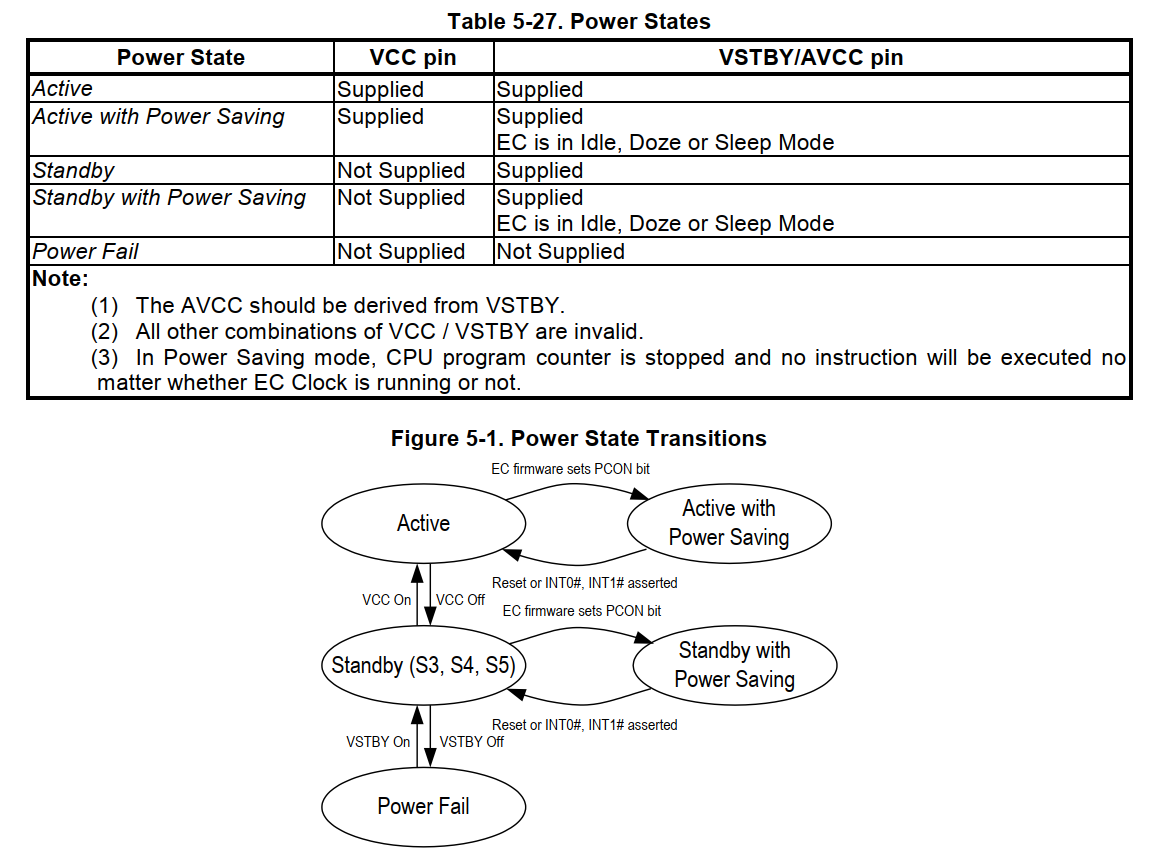 Table 5-27. Power States
Power State VCC pin VSTBY/AVCC pin
Active Supplied Supplied
Active with Power Saving Supplied Supplied
EC is in Idle, Doze or Sleep Mode
Standby Not Supplied Supplied
Standby with Power Saving Not Supplied Supplied
EC is in Idle, Doze or Sleep Mode
Power Fail Not Supplied Not Supplied
Note:
(1) The AVCC should be derived from VSTBY.
(2) All other combinations of VCC / VSTBY are invalid.
(3) In Power Saving mode, CPU program counter is stopped and no instruction will be executed no
matter whether EC Clock is running or not.
Figure 5-1. Power State Transitions
EC firmware sets PCON bit
Active
Active with
Power Saving
Reset or INT0#, INT1# asserted
VCC On VCC Off
EC firmware sets PCON bit
Standby (S3, S4, S5)
Standby with
Power Saving
Reset or INT0#, INT1# asserted
VSTBY On VSTBY Off
Power Fail